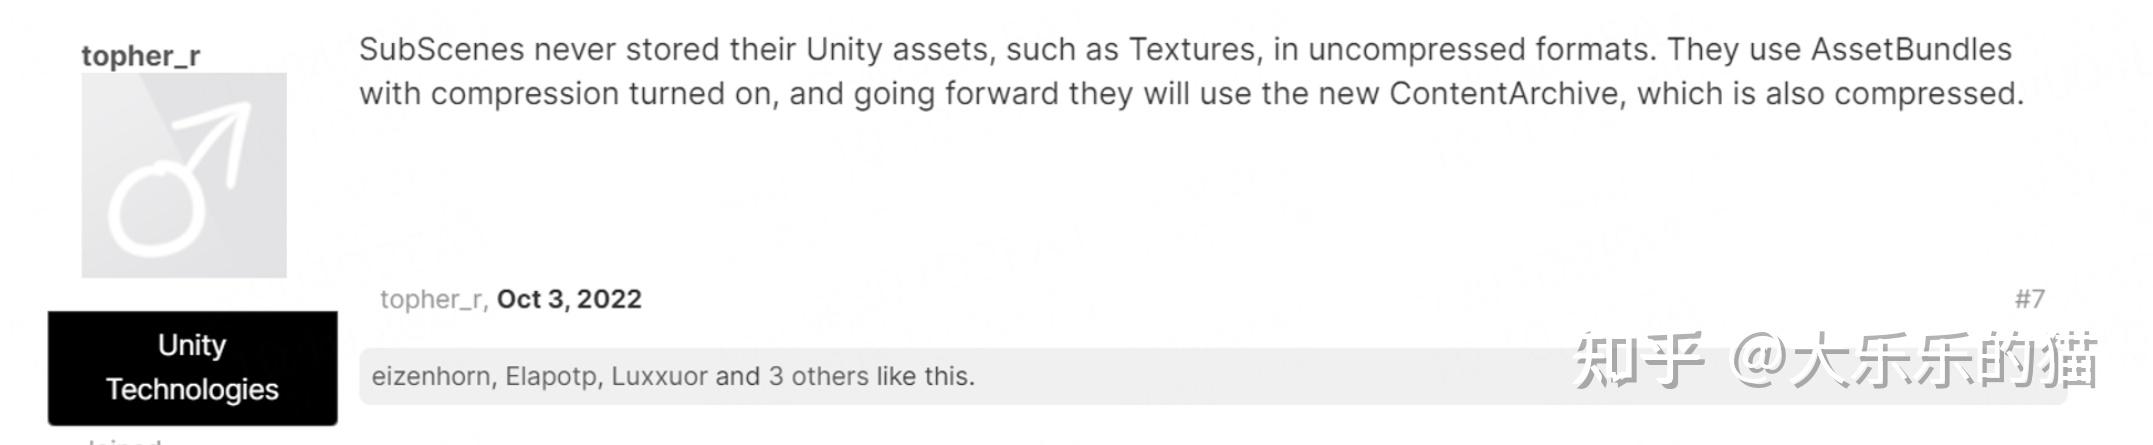 topher_r
SubScenes never stored their Unity assets, such as Textures, in uncompressed formats. They use AssetBundles
with compression turned on, and going forward they will use the new ContentArchive, which is also compressed.
topher_r, Oct 3, 2022
#7
Unity
Technologies
eizenhorn, Elapotp, Luxxuor and 3 others like this.
知乎 @大乐乐的猫